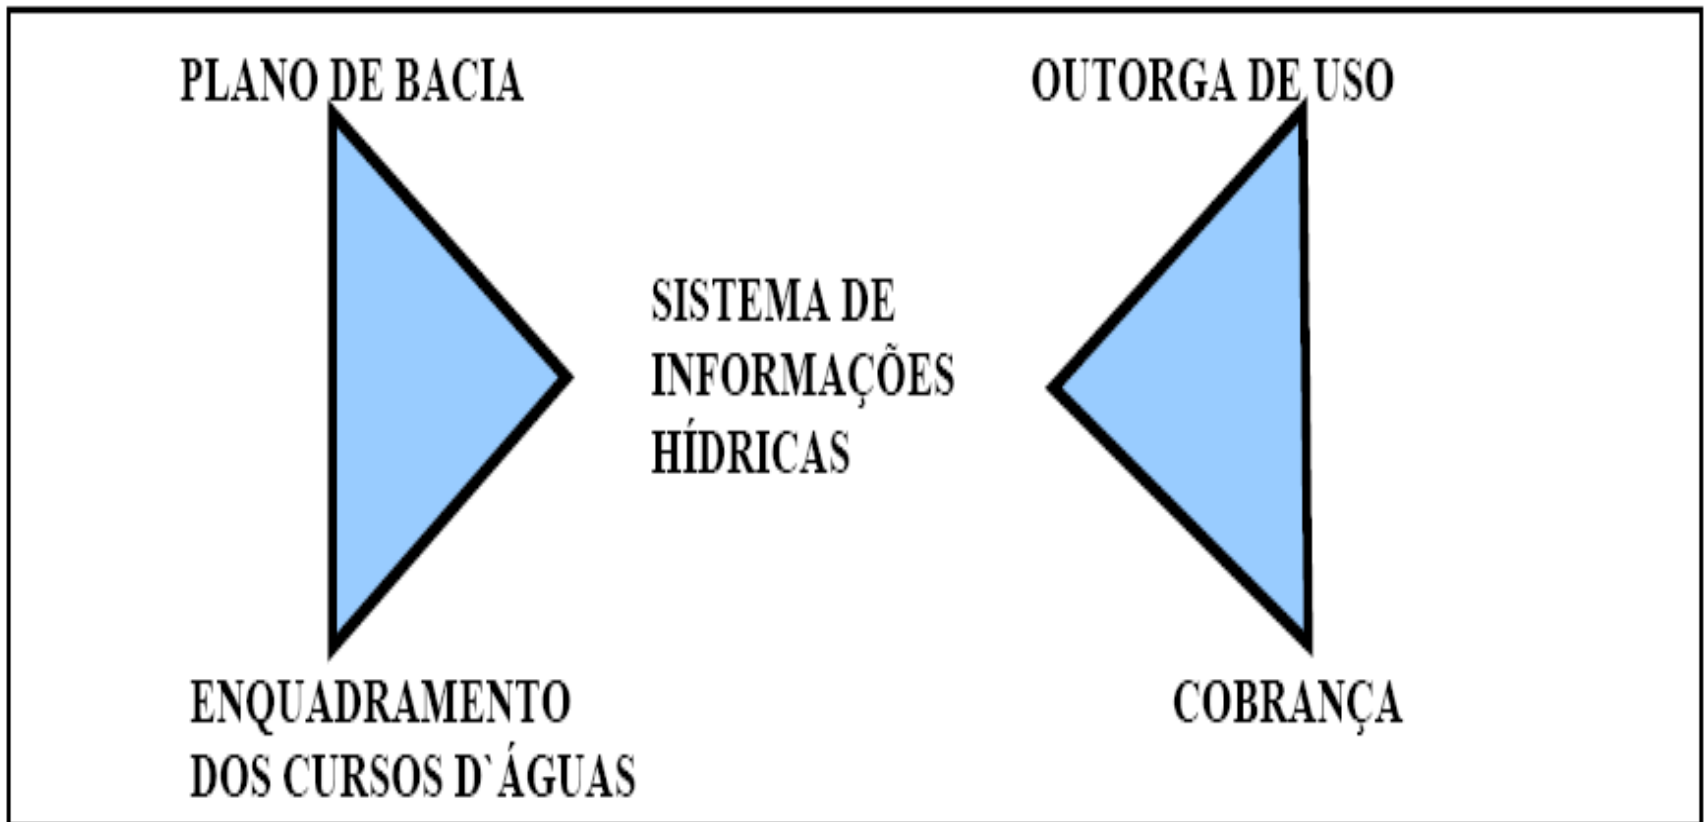 PLANO DE BACIA
OUTORGA DE USO
SISTEMA DE
INFORMAÇÕES
HÍDRICAS
ENQUADRAMENTO
DOS CURSOS D`ÁGUAS
COBRANÇA